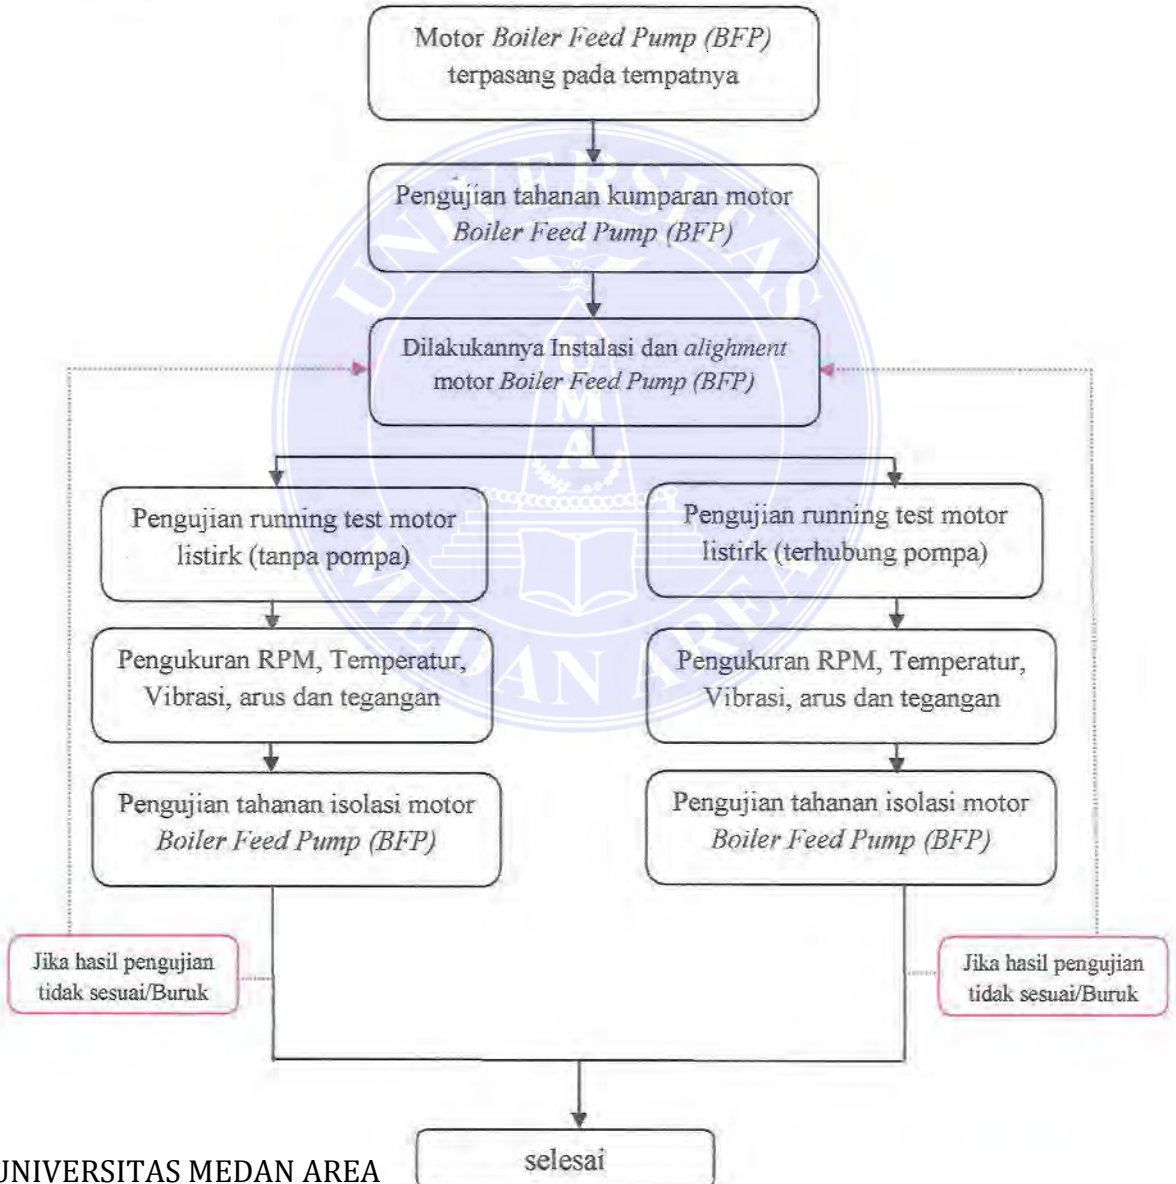 Motor Boiler Feed Pump (BFP)
terpasang pada tempatnya
Pengujian tahanan kumparan motor
Boiler Feed Pump (BFP)
Dilakukannya Instalasi dan alighment
motor Boiler Feed Pump (BFP)
Pengujian running test motor
listirk (tanpa pompa)
Pengukuran RPM, Temperatur,
Vibrasi, arus dan tegangan
Pengujian tahanan isolasi motor
Boiler Feed Pump (BFP)
Pengujian running test motor
listirk (terhubung pompa)
Pengukuran RPM, Temperatur,
Vibrasi, arus dan tegangan
Pengujian tahanan isolasi motor
Boiler Feed Pump (BFP)
Jika hasil pengujian
tidak sesuai/Buruk
Jika hasil pengujian
tidak sesuai/Buruk
selesai
UNIVERSITAS MEDAN AREA
UNIVERSITAS
MEDAN AREA
U
M
A